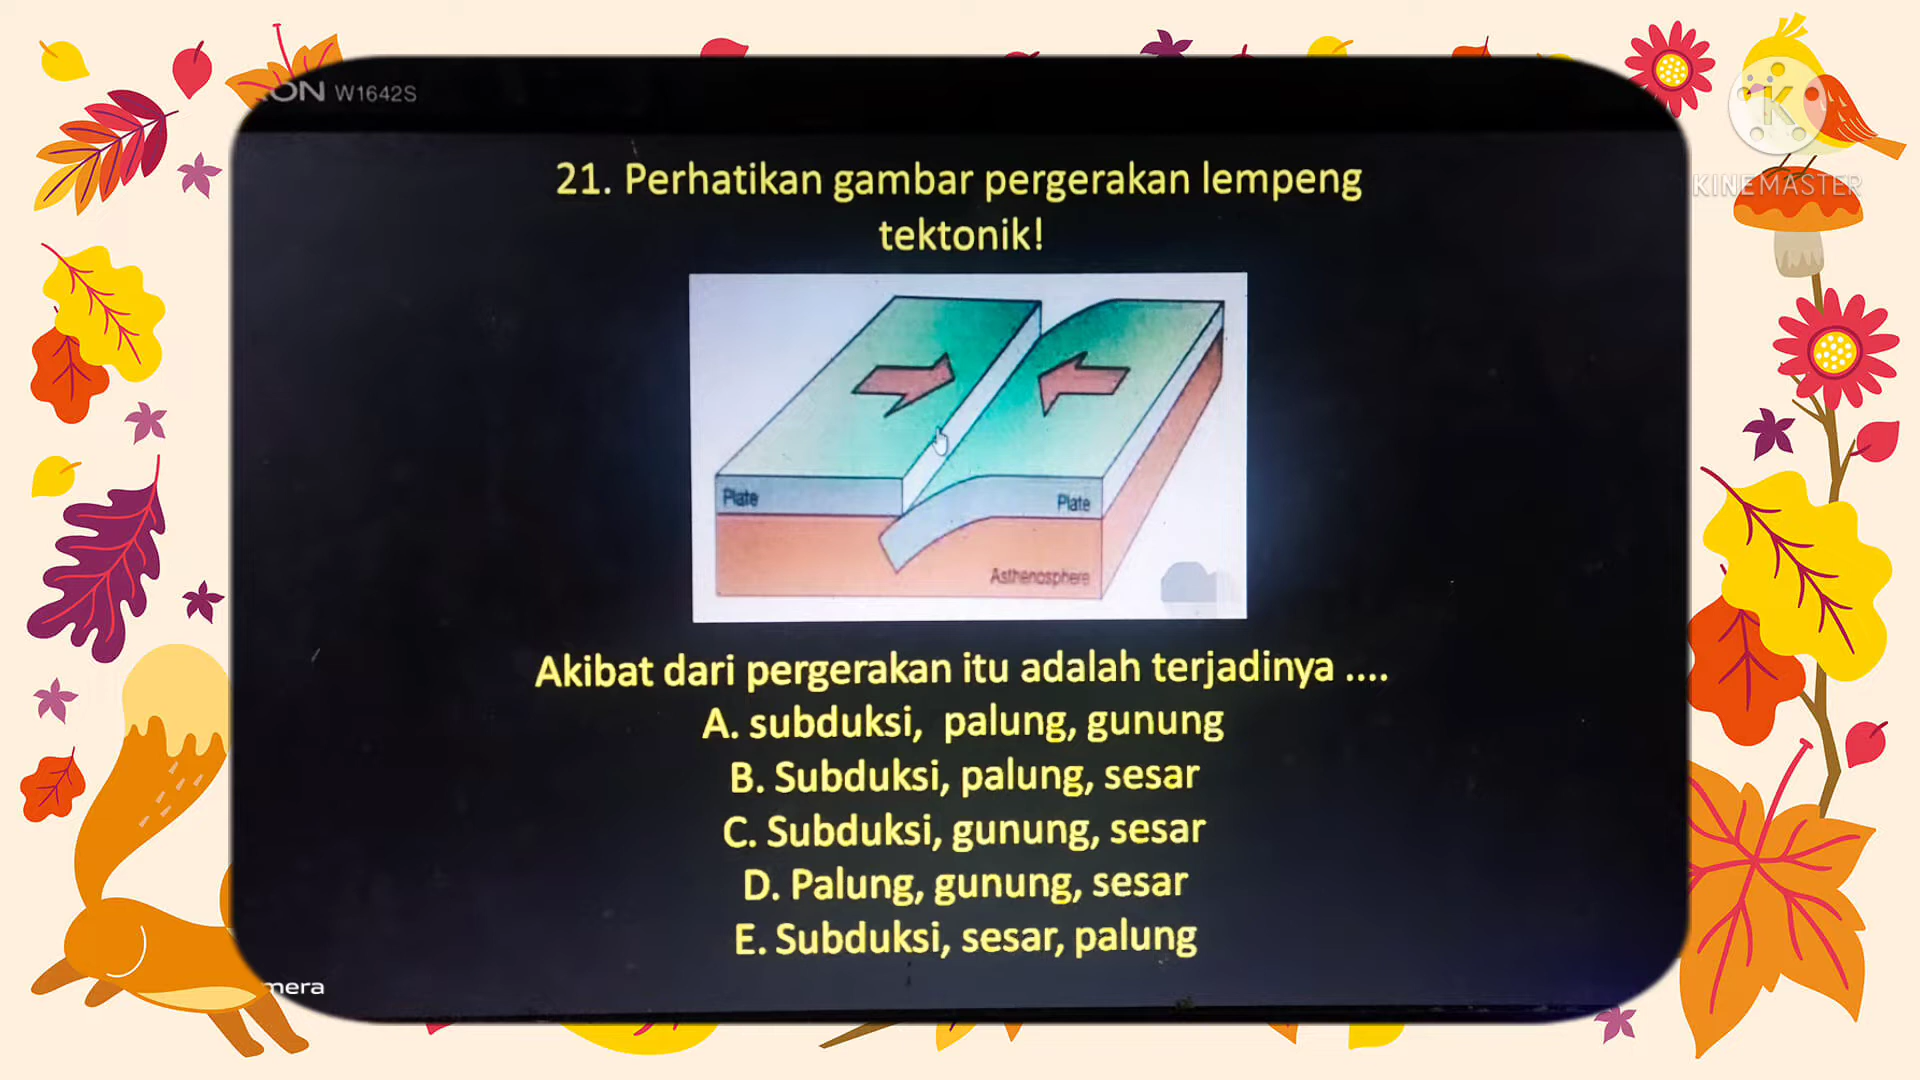 ON W1642S
KINEMASTER
21. Perhatikan gambar pergerakan lempeng
tektonik!
Plate
Plate
Asthenosphere
Akibat dari pergerakan itu adalah terjadinya ....
A. subduksi, palung, gunung
B. Subduksi, palung, sesar
C. Subduksi, gunung, sesar
D. Palung, gunung, sesar
E. Subduksi, sesar, palung
mera